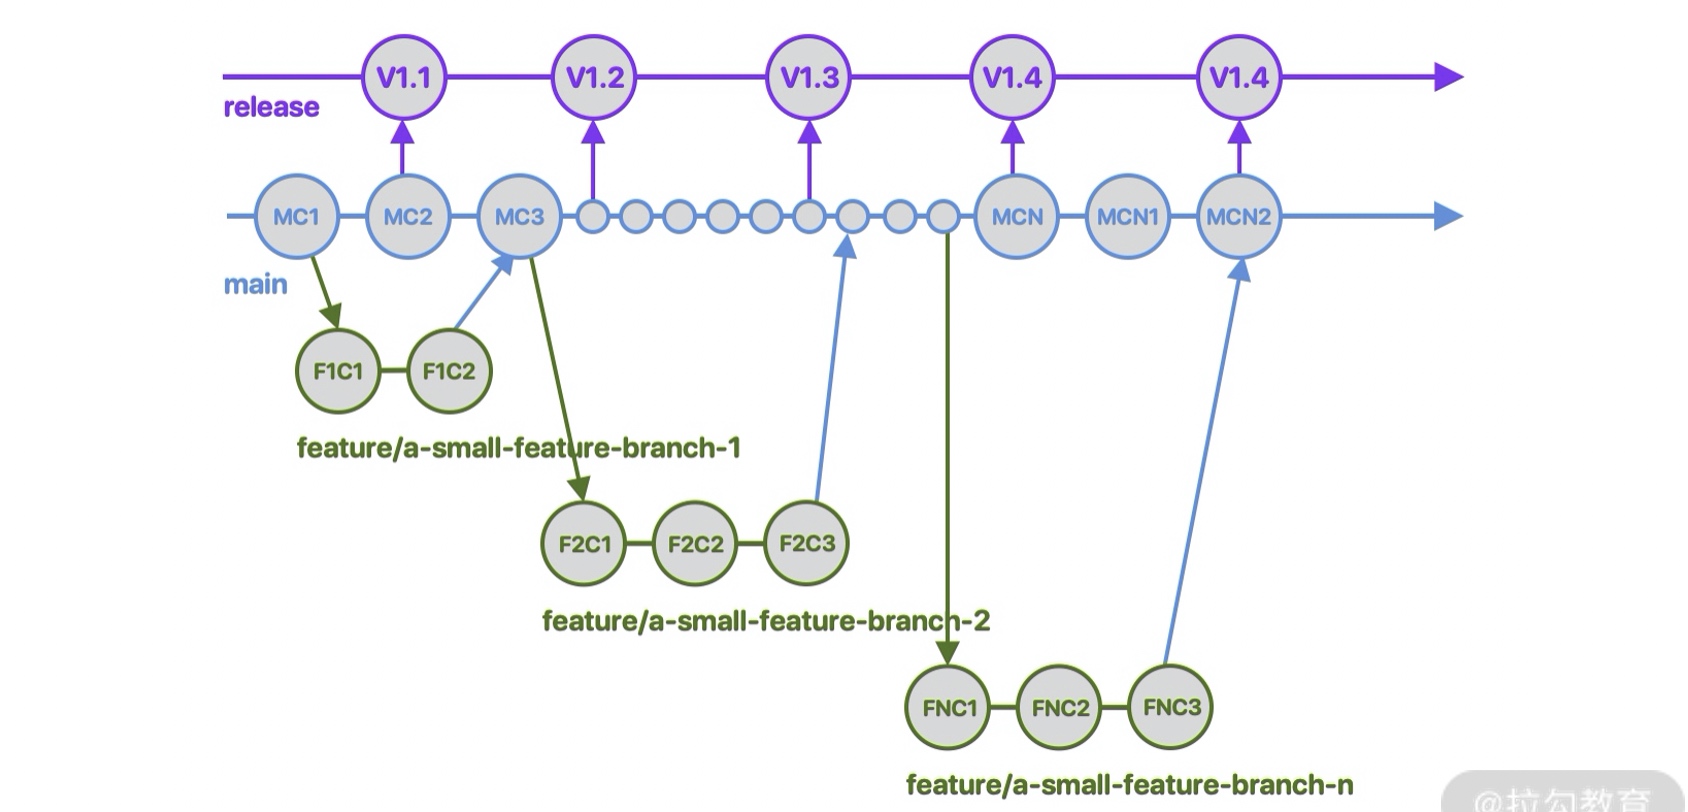 V1.1 V1.2 V1.3 V1.4 V1.4
release
MC1 MC2 MC3 MCN MCN1 MCN2
main
F1C1 F1C2
feature/a-small-feature-branch-1
F2C1 F2C2 F2C3
feature/a-small-feature-branch-2
FNC1 FNC2 FNC3
feature/a-small-feature-branch-n
@拉勾教育